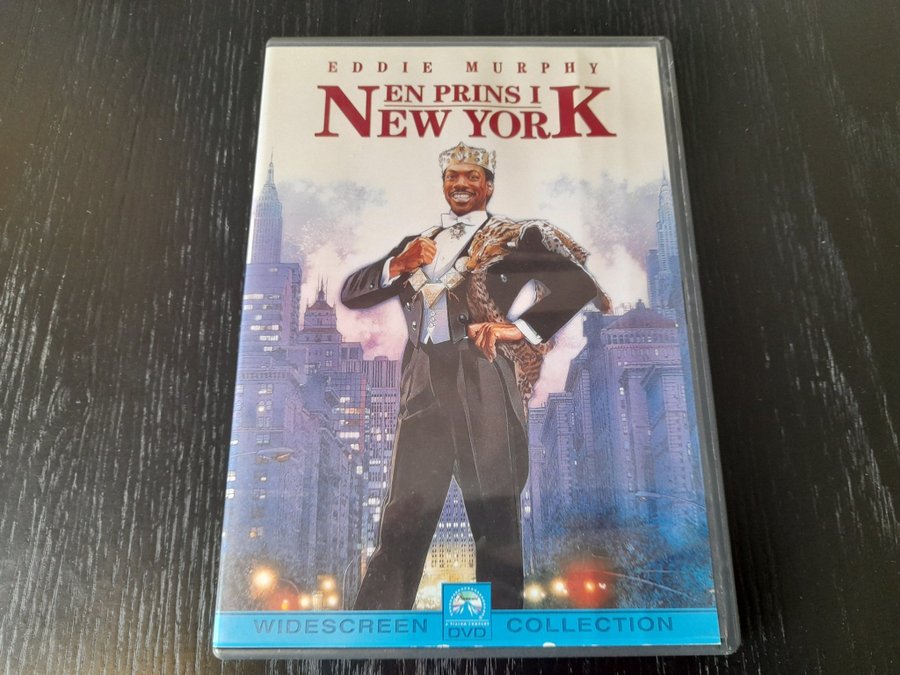 EDDIE MURPHY
EN PRINS I
NEW YORK
WIDESCREEN DVD COLLECTION